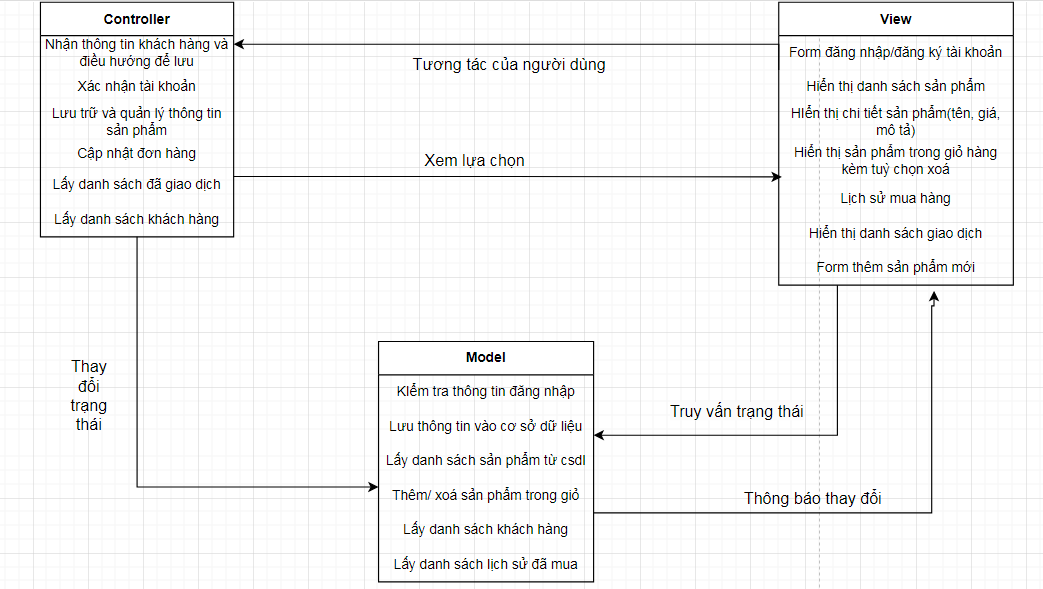 Controller
Nhận thông tin khách hàng và
điều hướng để lưu
Xác nhận tài khoản
Lưu trữ và quản lý thông tin
sản phẩm
Câp nhật đơn hàng
Lấy danh sách đã giao dịch
Lấy danh sách khách hàng
Tương tác của người dùng
Xem lựa chọn
View
Form đăng nhập/đăng ký tài khoản
Hiển thị danh sách sản phẩm
HIển thị chi tiết sản phẩm(tên, giá,
mô tả)
Hiển thị sản phẩm trong giỏ hàng
kèm tuỳ chọn xoá
Lịch sử mua hàng
Hiển thị danh sách giao dịch
Form thêm sản phẩm mới
Thay
đổi
trạng
thái
Model
KIểm tra thông tin đăng nhập
Lưu thông tin vào cơ sở dữ liệu
Lấy danh sách sản phẩm từ csdl
Thêm/ xoá sản phẩm trong giỏ
Lấy danh sách khách hàng
Lấy danh sách lịch sử đã mua
Truy vấn trạng thái
Thông báo thay đổi